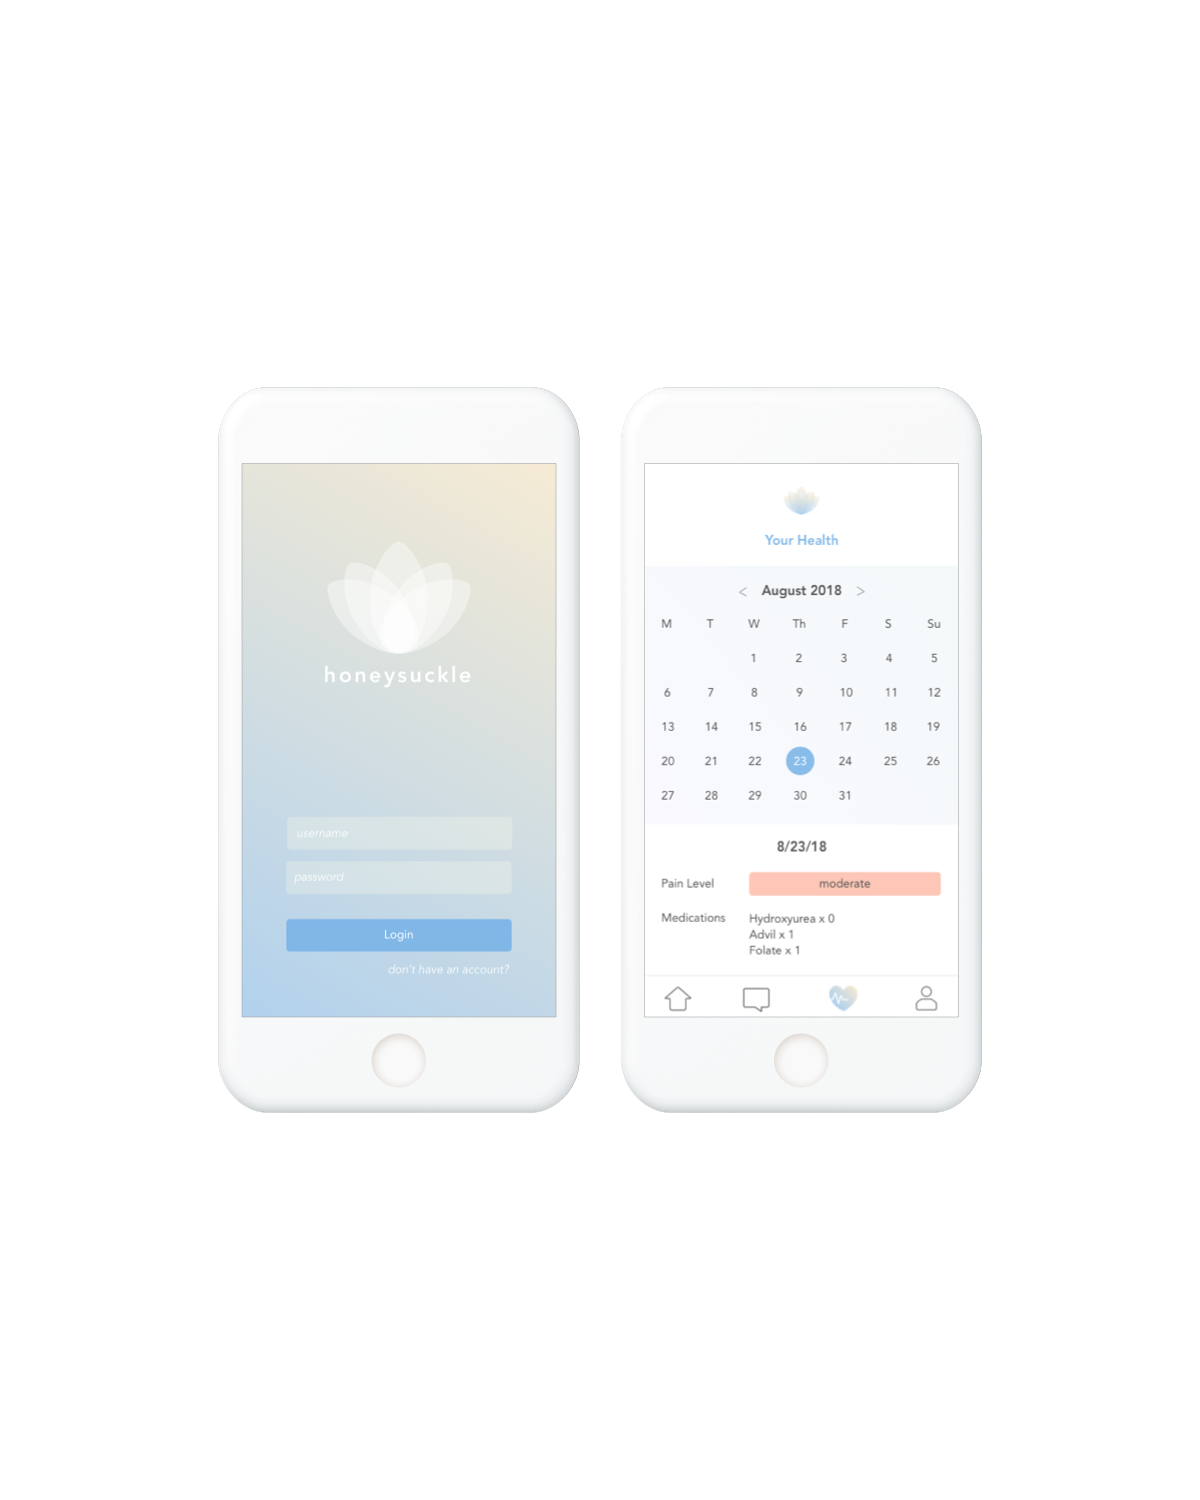 honeysuckle
username
password
Login
don't have an account?
Your Health
< August 2018 >
M T W Th F S Su
1 2 3 4 5
6 7 8 9 10 11 12
13 14 15 16 17 18 19
20 21 22 23 24 25 26
27 28 29 30 31
8/23/18
Pain Level moderate
Medications Hydroxyurea x 0
Advil x 1
Folate x 1